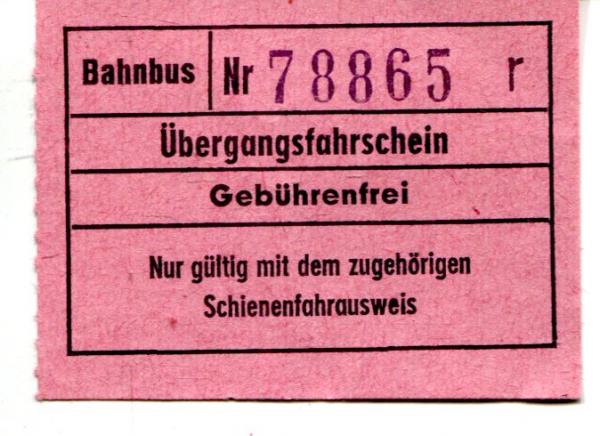 Bahnbus Nr 78865 r
Übergangsfahrschein
Gebührenfrei
Nur gültig mit dem zugehörigen
Schienenfahrausweis